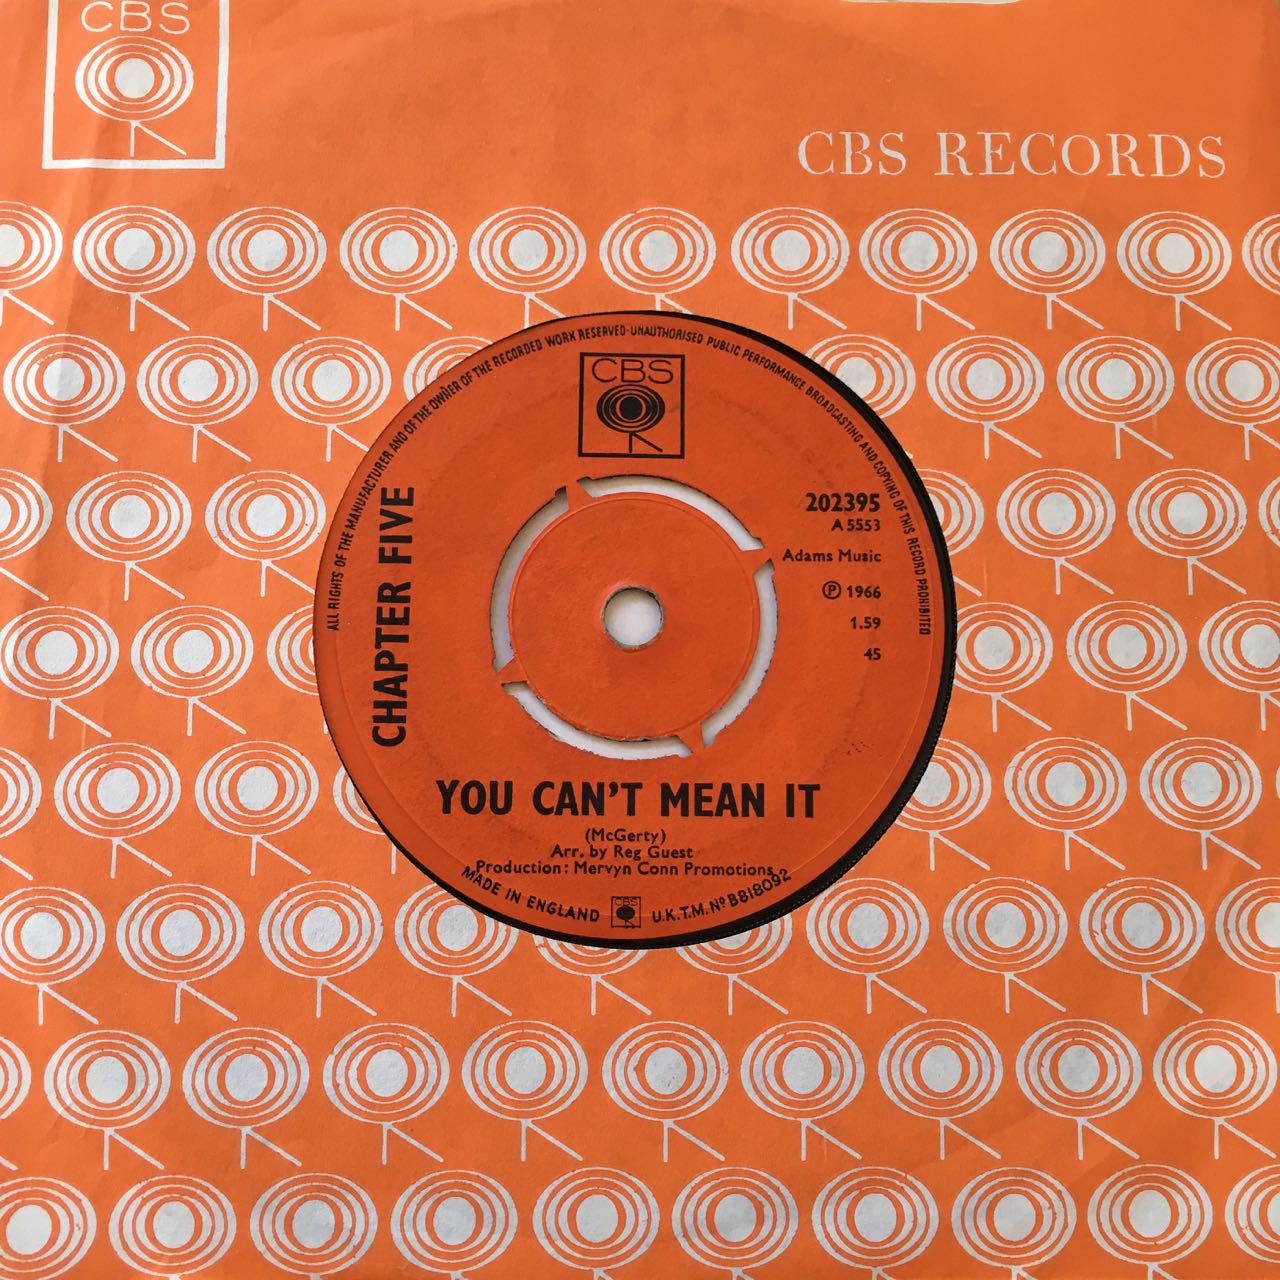 CBS
CBS RECORDS
ALL RIGHTS OF THE MANUFACTURER AND OF THE OWNER OF THE RECORDED WORK RESERVED·UNAUTHORISED PUBLIC PERFORMANCE BROADCASTING AND COPYING OF THIS RECORD PROHIBITED
CBS
202395
A 5553
Adams Music
Ⓟ 1966
1.59
45
CHAPTER FIVE
YOU CAN'T MEAN IT
(McGerty)
Arr. by Reg Guest
Production: Mervyn Conn Promotions
MADE IN ENGLAND CBS U.K.T.M. Nº B818092